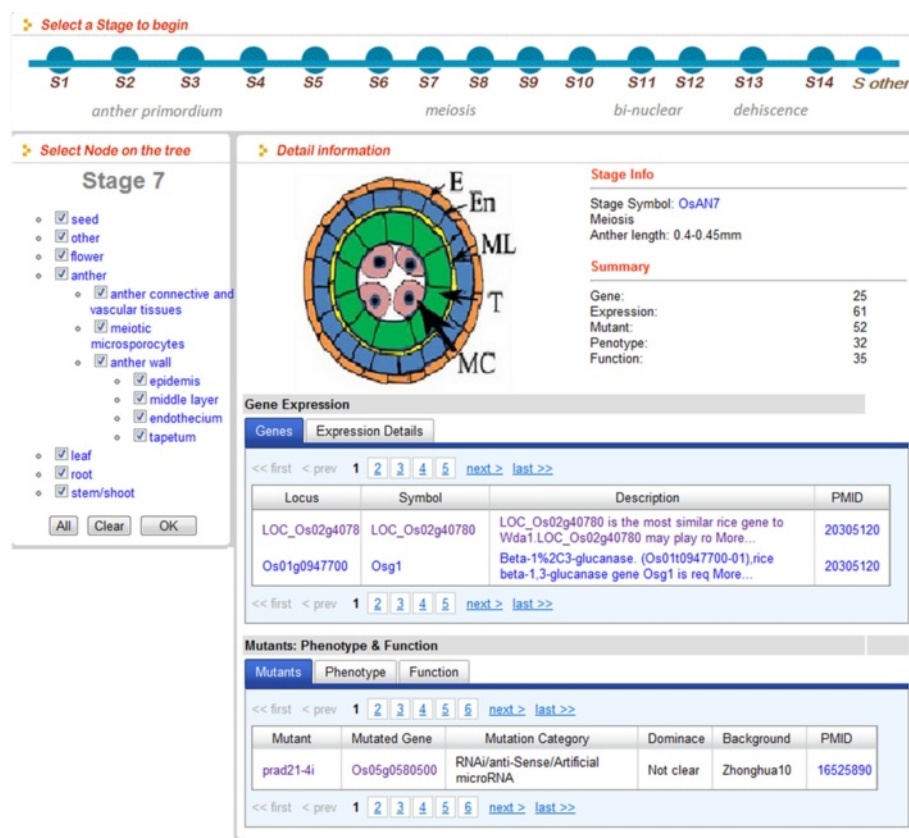 Select a Stage to begin
S1 S2 S3 S4 S5 S6 S7 S8 S9 S10 S11 S12 S13 S14 S other
anther primordium meiosis bi-nuclear dehiscence
Select Node on the tree
Stage 7
seed
other
flower
anther
anther connective and
vascular tissues
meiotic
microsporocytes
anther wall
epidemis
middle layer
endothecium
tapetum
leaf
root
stem/shoot
All Clear OK
Detail information
E
En
ML
T
MC
Stage Info
Stage Symbol: OsAN7
Meiosis
Anther length: 0.4-0.45mm
Summary
Gene: 25
Expression: 61
Mutant: 52
Penotype: 32
Function: 35
Gene Expression
Genes Expression Details
<< first < prev 1 2 3 4 5 next > last >>
Locus Symbol Description PMID
LOC_Os02g4078 LOC_Os02g40780 LOC_Os02g40780 is the most similar rice gene to 20305120
Wda1.LOC_Os02g40780 may play ro More...
Os01g0947700 Osg1 Beta-1%2C3-glucanase. (Os01t0947700-01),rice 20305120
beta-1,3-glucanase gene Osg1 is req More...
<< first < prev 1 2 3 4 5 next > last >>
Mutants: Phenotype & Function
Mutants Phenotype Function
<< first < prev 1 2 3 4 5 6 next > last >>
Mutant Mutated Gene Mutation Category Dominace Background PMID
prad21-4i Os05g0580500 RNAi/anti-Sense/Artificial Not clear Zhonghua10 16525890
microRNA
<< first < prev 1 2 3 4 5 6 next > last >>